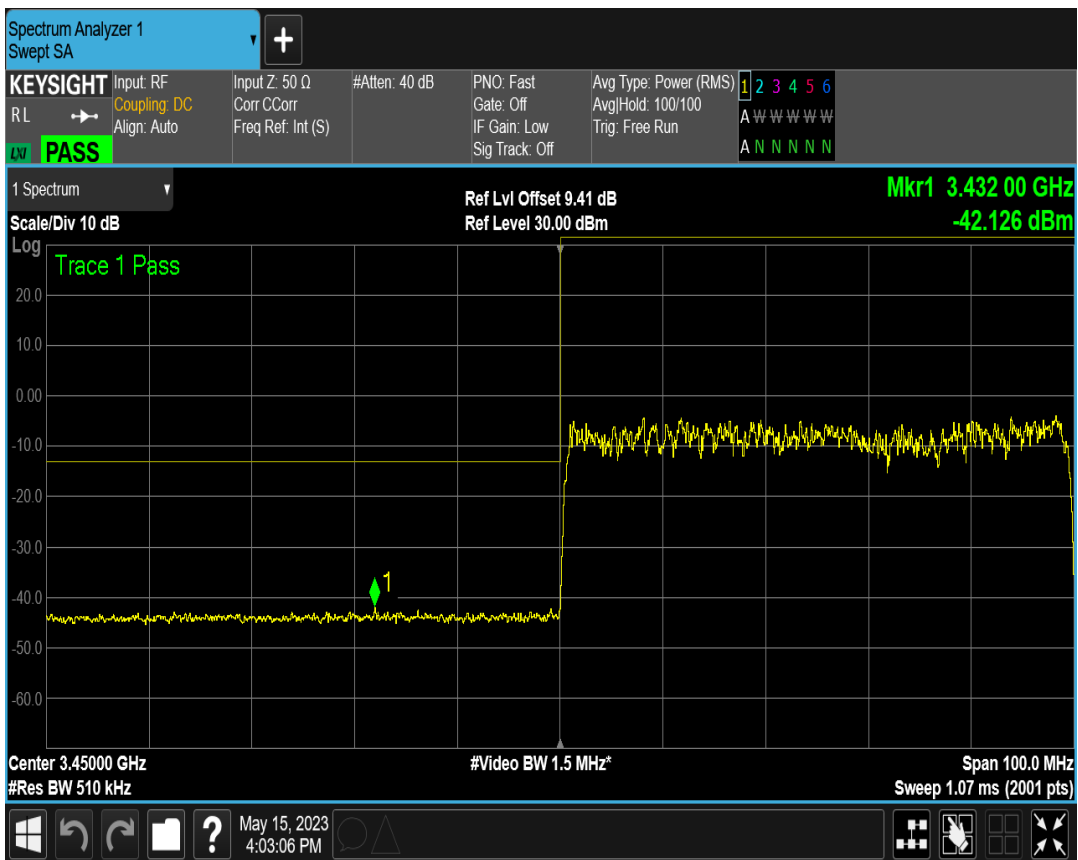 Spectrum Analyzer 1
Swept SA
+
KEYSIGHT
R L
LXI
PASS
Input: RF
Coupling: DC
Align: Auto
Input Z: 50 Ω
Corr CCorr
Freq Ref: Int (S)
#Atten: 40 dB
PNO: Fast
Gate: Off
IF Gain: Low
Sig Track: Off
Avg Type: Power (RMS)
Avg|Hold: 100/100
Trig: Free Run
1 2 3 4 5 6
A W W W W W
A N N N N N
1 Spectrum
Scale/Div 10 dB
Ref Lvl Offset 9.41 dB
Ref Level 30.00 dBm
Mkr1 3.432 00 GHz
-42.126 dBm
Log
Trace 1 Pass
20.0
10.0
0.00
-10.0
-20.0
-30.0
1
-40.0
-50.0
-60.0
Center 3.45000 GHz
#Res BW 510 kHz
#Video BW 1.5 MHz*
Span 100.0 MHz
Sweep 1.07 ms (2001 pts)
?
May 15, 2023
4:03:06 PM